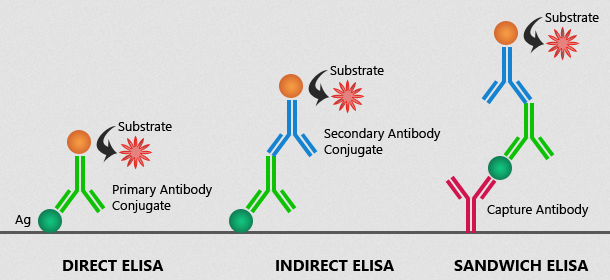 Substrate
Primary Antibody
Conjugate
Ag
DIRECT ELISA
Substrate
Secondary Antibody
Conjugate
INDIRECT ELISA
Substrate
Capture Antibody
SANDWICH ELISA